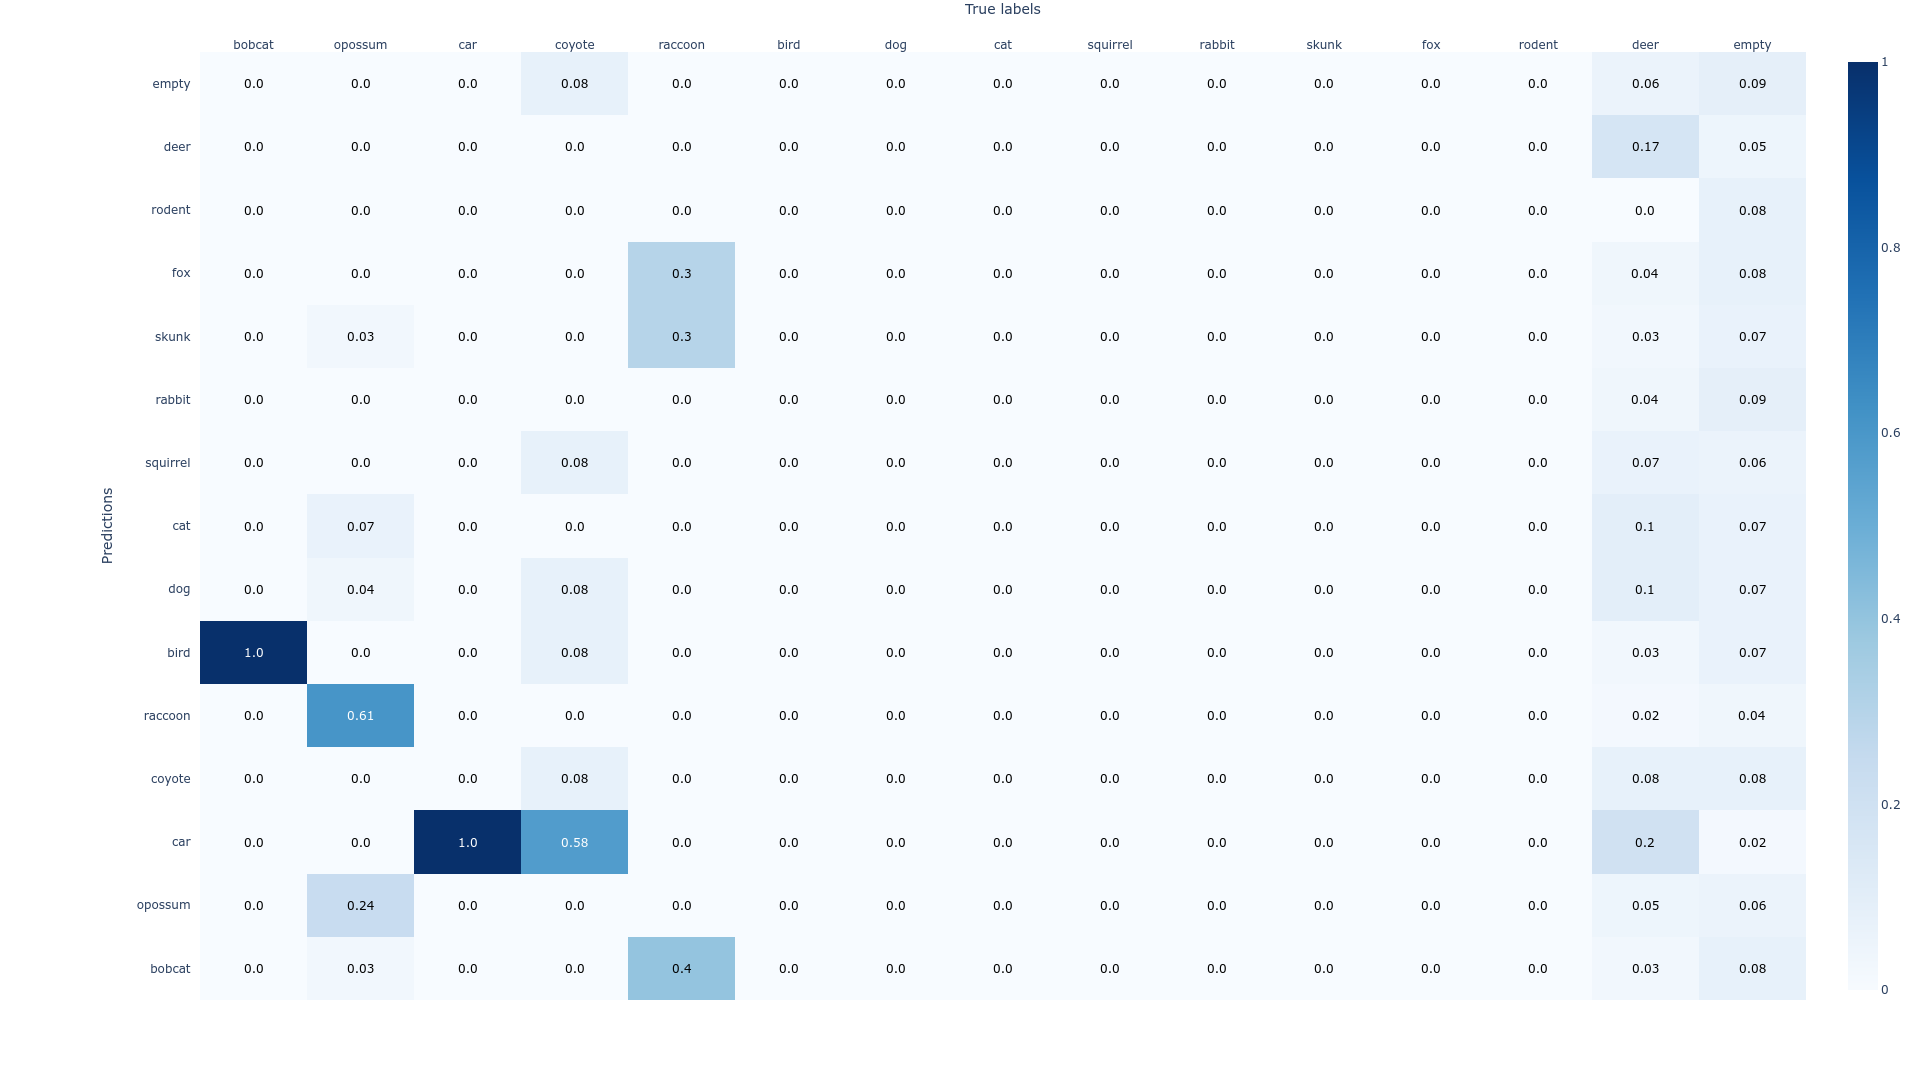 True labels
bobcat opossum car coyote raccoon bird dog cat squirrel rabbit skunk fox rodent deer empty
empty 0.0 0.0 0.0 0.08 0.0 0.0 0.0 0.0 0.0 0.0 0.0 0.0 0.0 0.06 0.09
deer 0.0 0.0 0.0 0.0 0.0 0.0 0.0 0.0 0.0 0.0 0.0 0.0 0.0 0.17 0.05
rodent 0.0 0.0 0.0 0.0 0.0 0.0 0.0 0.0 0.0 0.0 0.0 0.0 0.0 0.0 0.08
fox 0.0 0.0 0.0 0.0 0.3 0.0 0.0 0.0 0.0 0.0 0.0 0.0 0.0 0.04 0.08
skunk 0.0 0.03 0.0 0.0 0.3 0.0 0.0 0.0 0.0 0.0 0.0 0.0 0.0 0.03 0.07
rabbit 0.0 0.0 0.0 0.0 0.0 0.0 0.0 0.0 0.0 0.0 0.0 0.0 0.0 0.04 0.09
squirrel 0.0 0.0 0.0 0.08 0.0 0.0 0.0 0.0 0.0 0.0 0.0 0.0 0.0 0.07 0.06
cat 0.0 0.07 0.0 0.0 0.0 0.0 0.0 0.0 0.0 0.0 0.0 0.0 0.0 0.1 0.07
dog 0.0 0.04 0.0 0.08 0.0 0.0 0.0 0.0 0.0 0.0 0.0 0.0 0.0 0.1 0.07
bird 1.0 0.0 0.0 0.08 0.0 0.0 0.0 0.0 0.0 0.0 0.0 0.0 0.0 0.03 0.07
raccoon 0.0 0.61 0.0 0.0 0.0 0.0 0.0 0.0 0.0 0.0 0.0 0.0 0.0 0.02 0.04
coyote 0.0 0.0 0.0 0.08 0.0 0.0 0.0 0.0 0.0 0.0 0.0 0.0 0.0 0.08 0.08
car 0.0 0.0 1.0 0.58 0.0 0.0 0.0 0.0 0.0 0.0 0.0 0.0 0.0 0.2 0.02
opossum 0.0 0.24 0.0 0.0 0.0 0.0 0.0 0.0 0.0 0.0 0.0 0.0 0.0 0.05 0.06
bobcat 0.0 0.03 0.0 0.0 0.4 0.0 0.0 0.0 0.0 0.0 0.0 0.0 0.0 0.03 0.08
Predictions
1
0.8
0.6
0.4
0.2
0